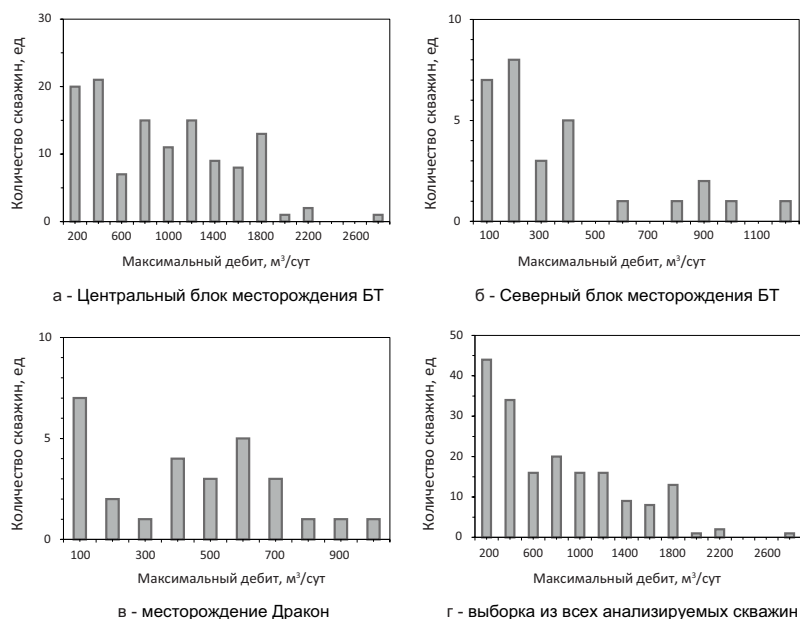 Количество скважин, ед
30
20
10
0
200 600 1000 1400 1800 2200 2600
Максимальный дебит, м³/сут
а - Центральный блок месторождения БТ
Количество скважин, ед
10
5
0
100 300 500 700 900 1100
Максимальный дебит, м³/сут
б - Северный блок месторождения БТ
Количество скважин, ед
10
5
0
100 300 500 700 900
Максимальный дебит, м³/сут
в - месторождение Дракон
Количество скважин, ед
50
40
30
20
10
0
200 600 1000 1400 1800 2200 2600
Максимальный дебит, м³/сут
г - выборка из всех анализируемых скважин